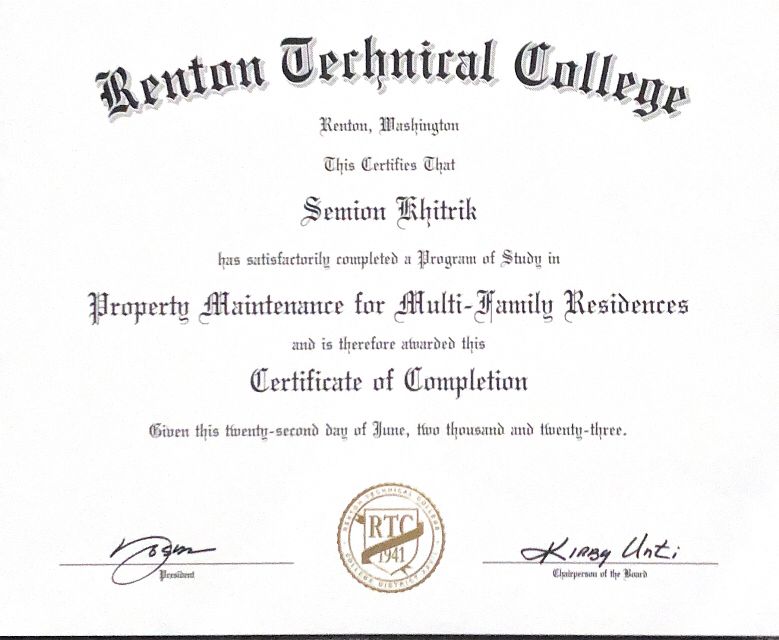 Renton Technical College
Renton, Washington
This Certifies That
Semion Khitrik
has satisfactorily completed a Program of Study in
Property Maintenance for Multi-Family Residences
and is therefore awarded this
Certificate of Completion
Given this twenty-second day of June, two thousand and twenty-three.
RENTON TECHNICAL COLLEGE
RTC
1941
COLLEGE DISTRICT
Kirby Unti
President
Chairperson of the Board